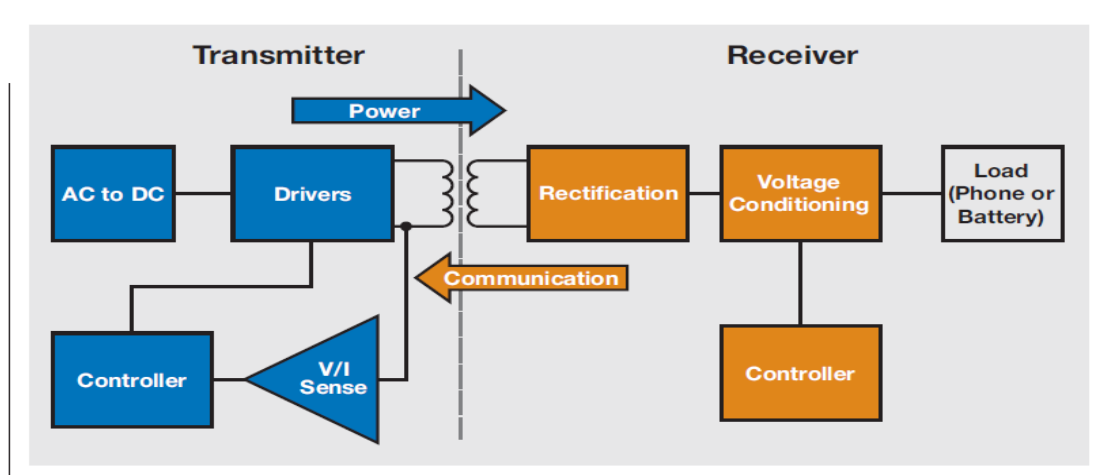 Transmitter
Receiver
Power
AC to DC
Drivers
Rectification
Voltage
Conditioning
Load
(Phone or
Battery)
Communication
Controller
V/I
Sense
Controller